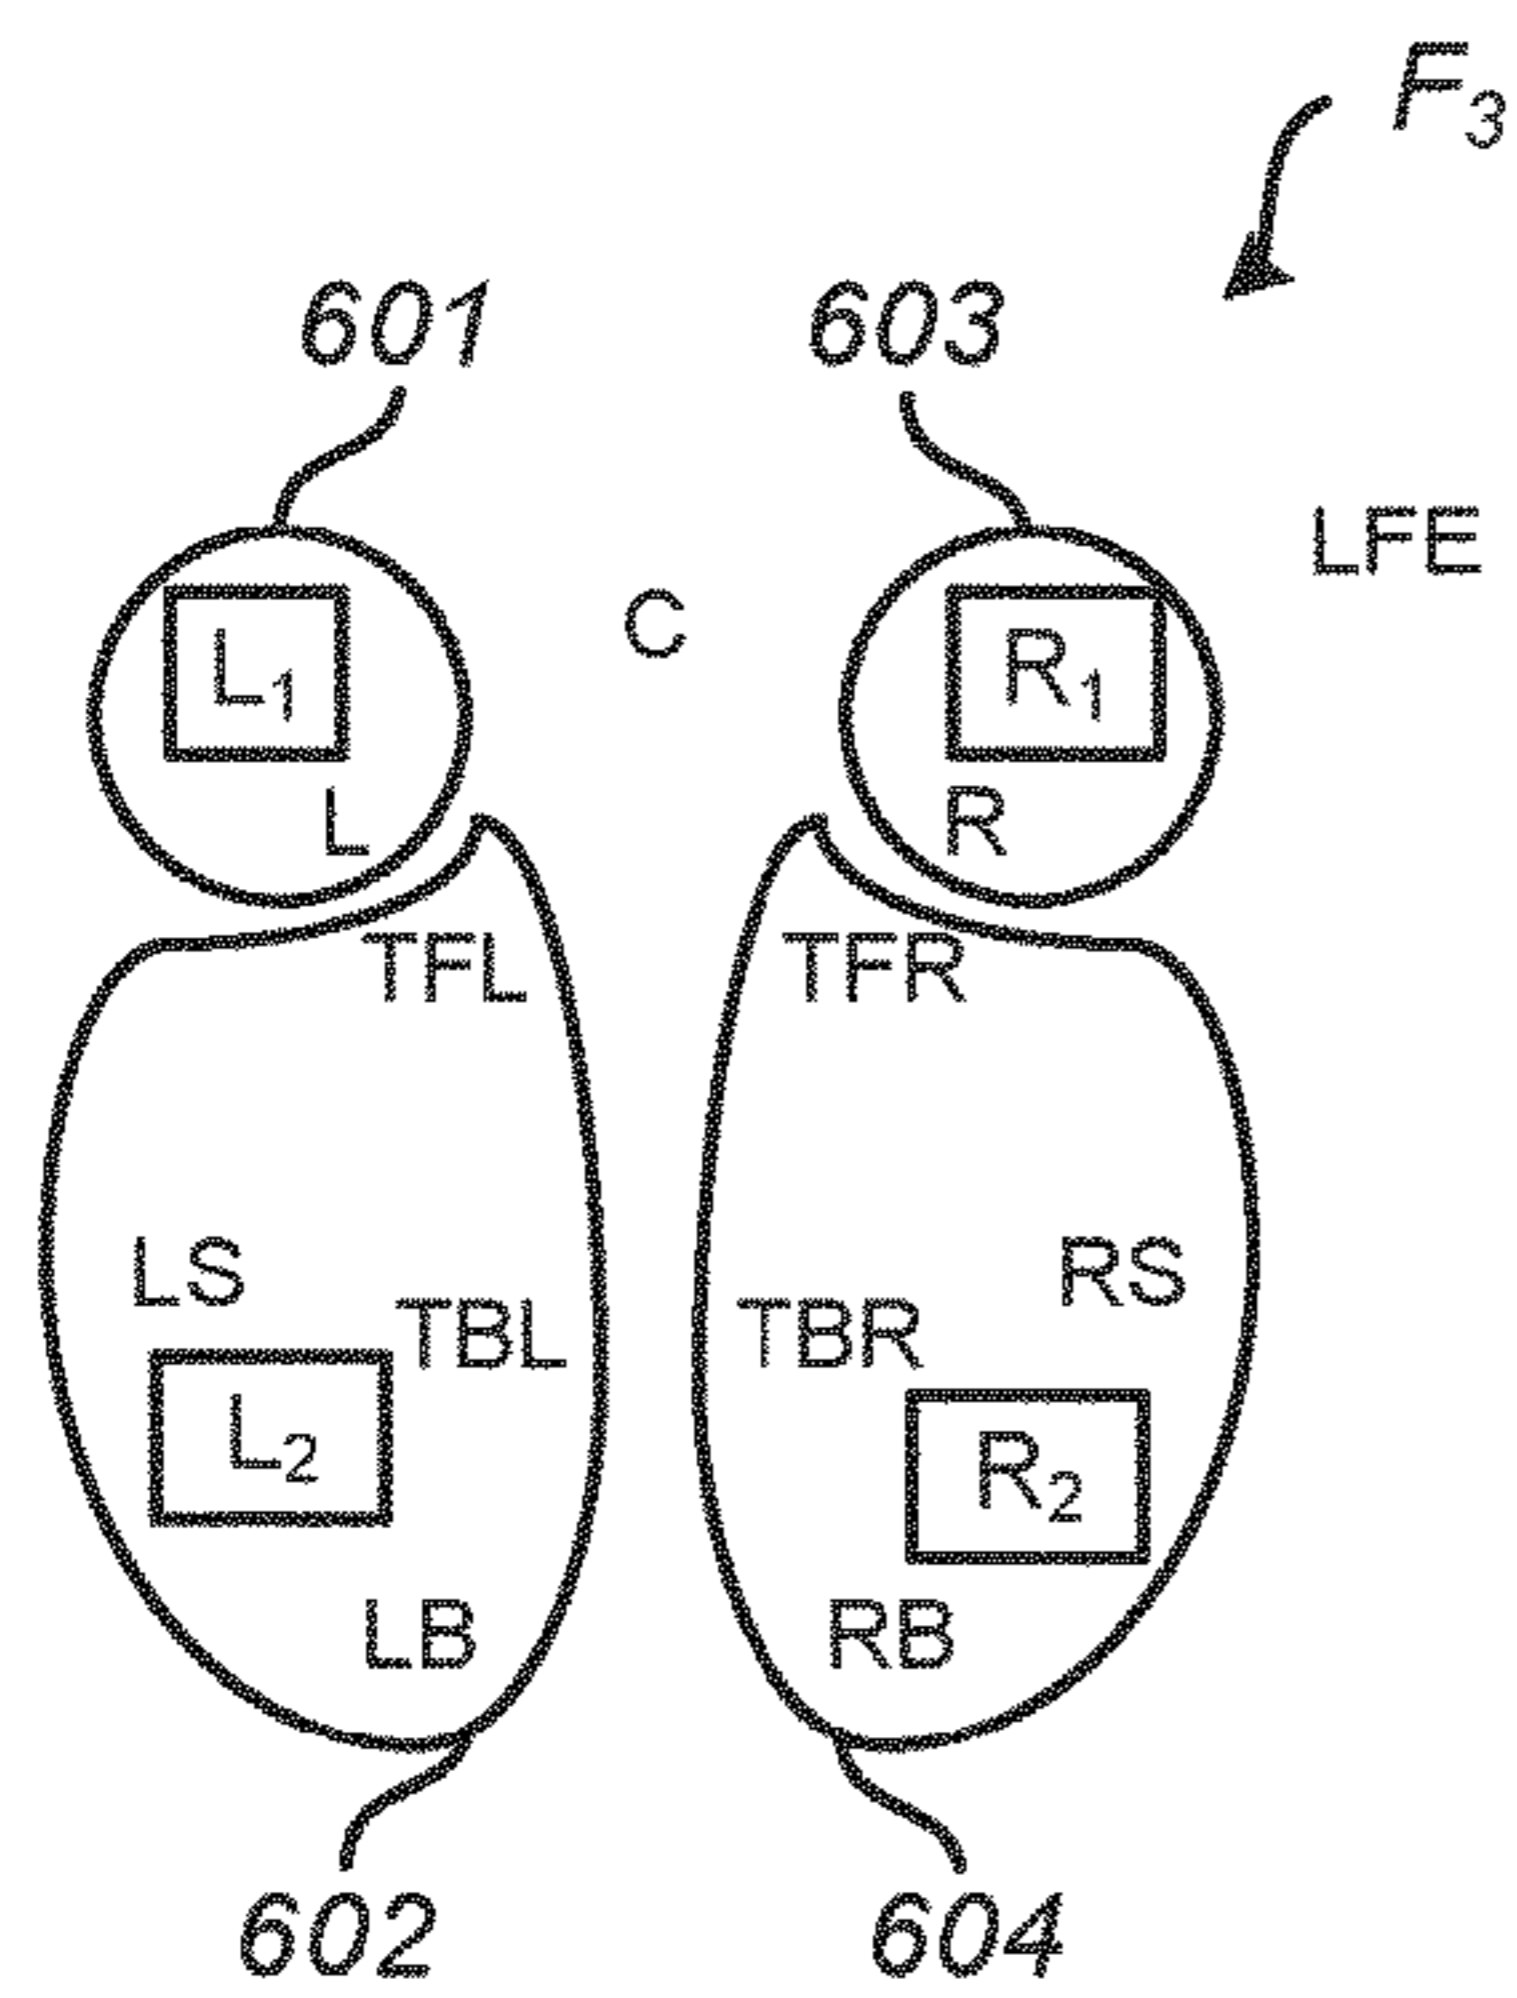 F3
601 603
LFE
C
L1 R1
L R
TFL TFR
LS RS
TBL TBR
L2 R2
LB RB
602 604